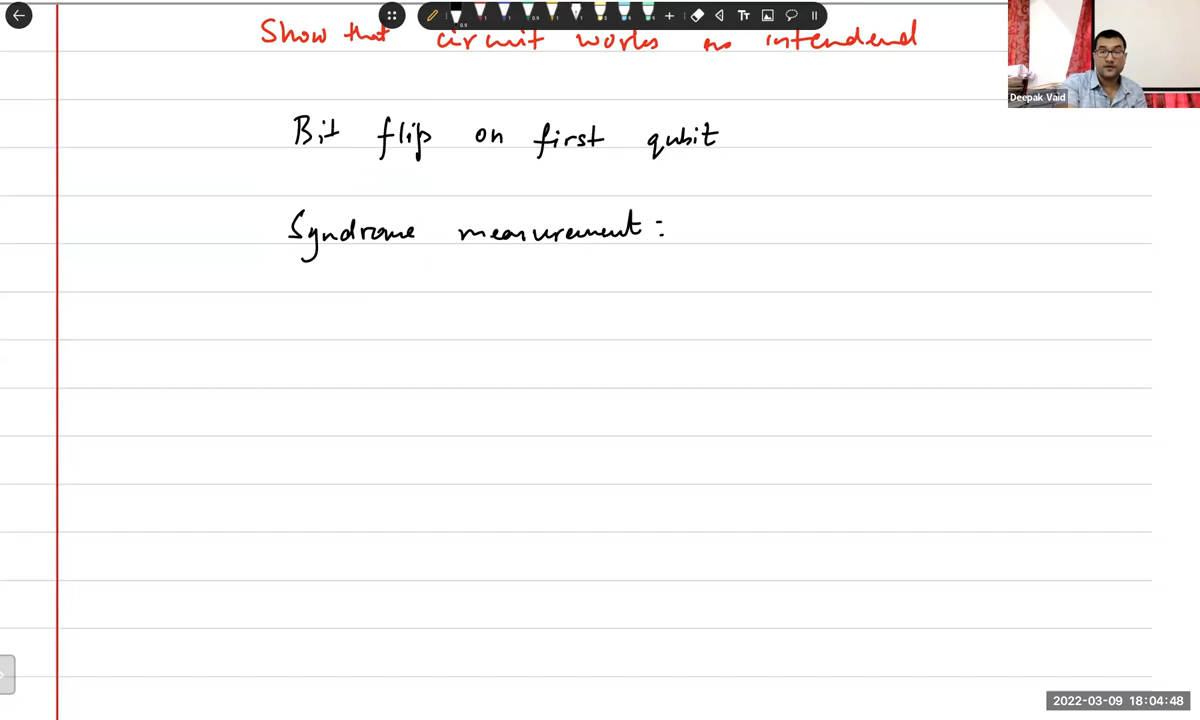 Show that circuit works as intendend
Deepak Vaid
Bit flip on first qubit
Syndrome measurement:
2022-03-09 18:04:48